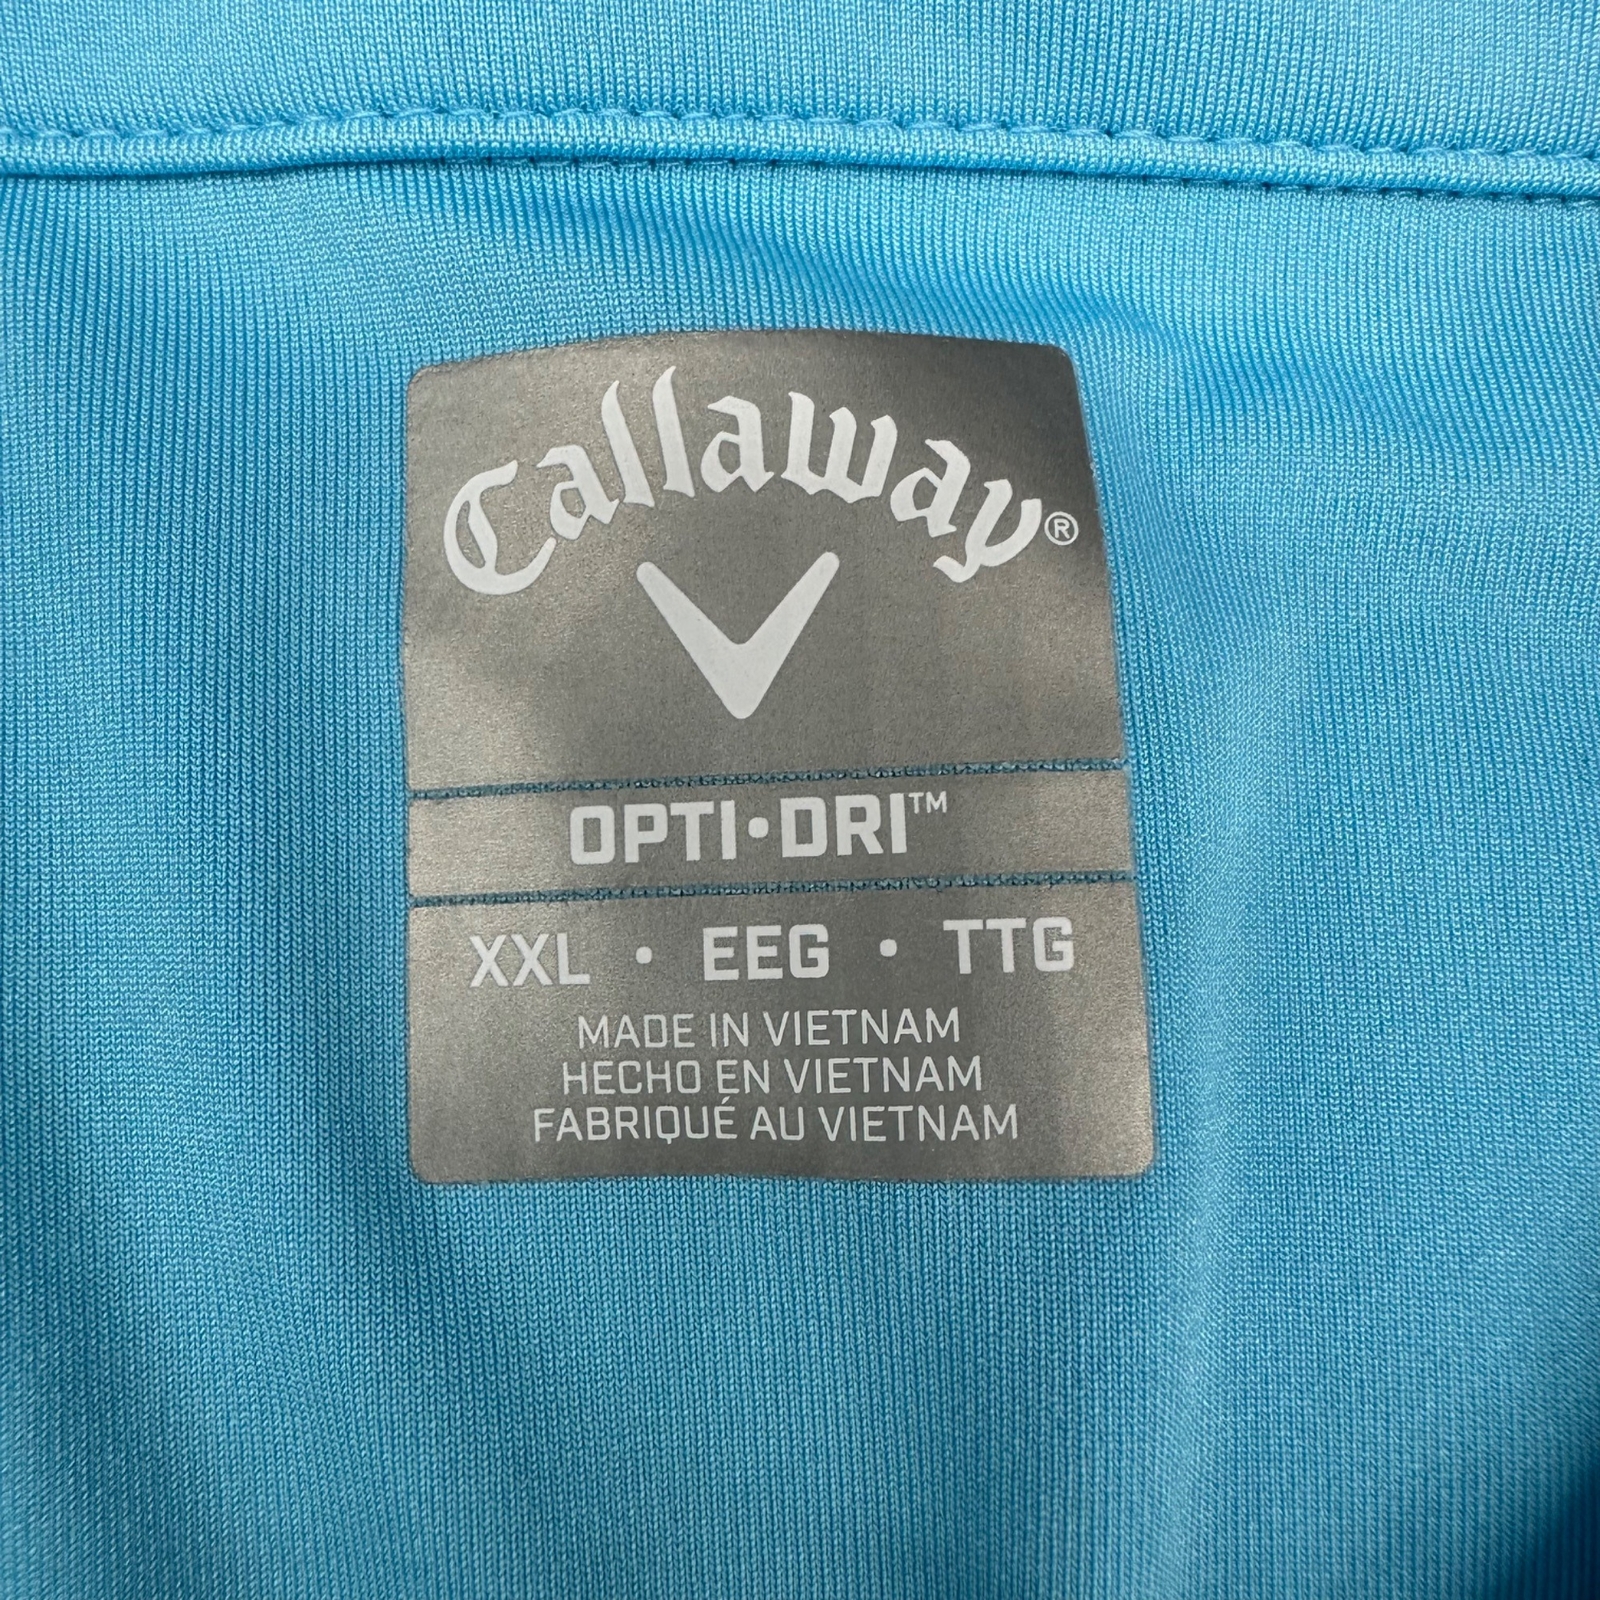 Callaway®
OPTI•DRI™
XXL • EEG • TTG
MADE IN VIETNAM
HECHO EN VIETNAM
FABRIQUÉ AU VIETNAM